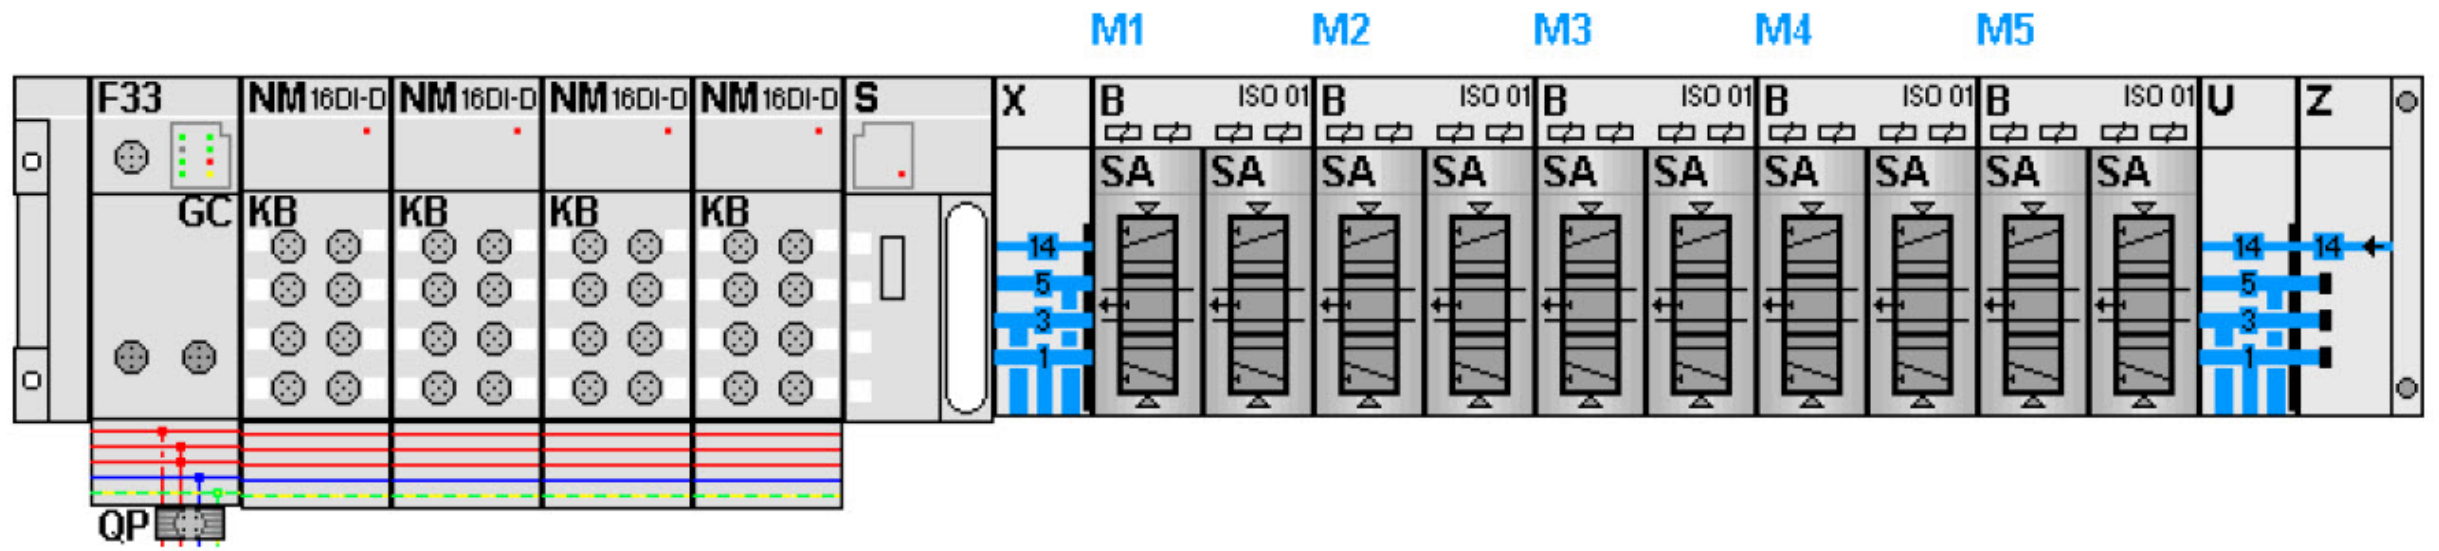 M1 M2 M3 M4 M5
F33 NM 16DI-D NM 16DI-D NM 16DI-D NM 16DI-D S X B ISO 01 B ISO 01 B ISO 01 B ISO 01 B ISO 01 U Z
SA SA SA SA SA SA SA SA SA SA
GC KB KB KB KB
14 14 14
5 5
3 3
1 1
QP